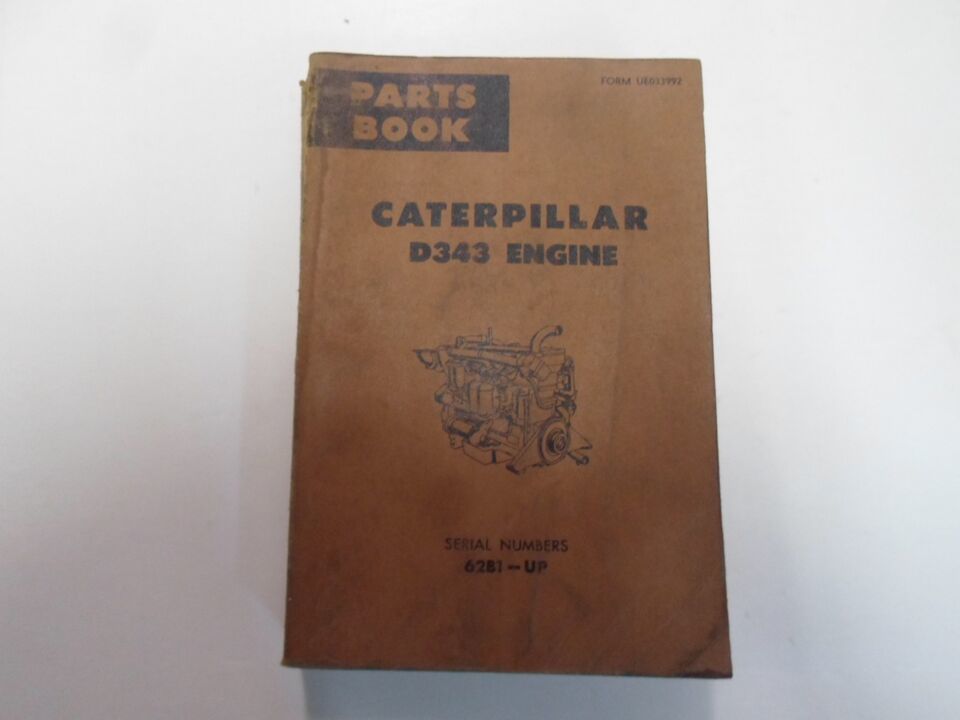 FORM UE033992
PARTS
BOOK
CATERPILLAR
D343 ENGINE
SERIAL NUMBERS
62B1-UP